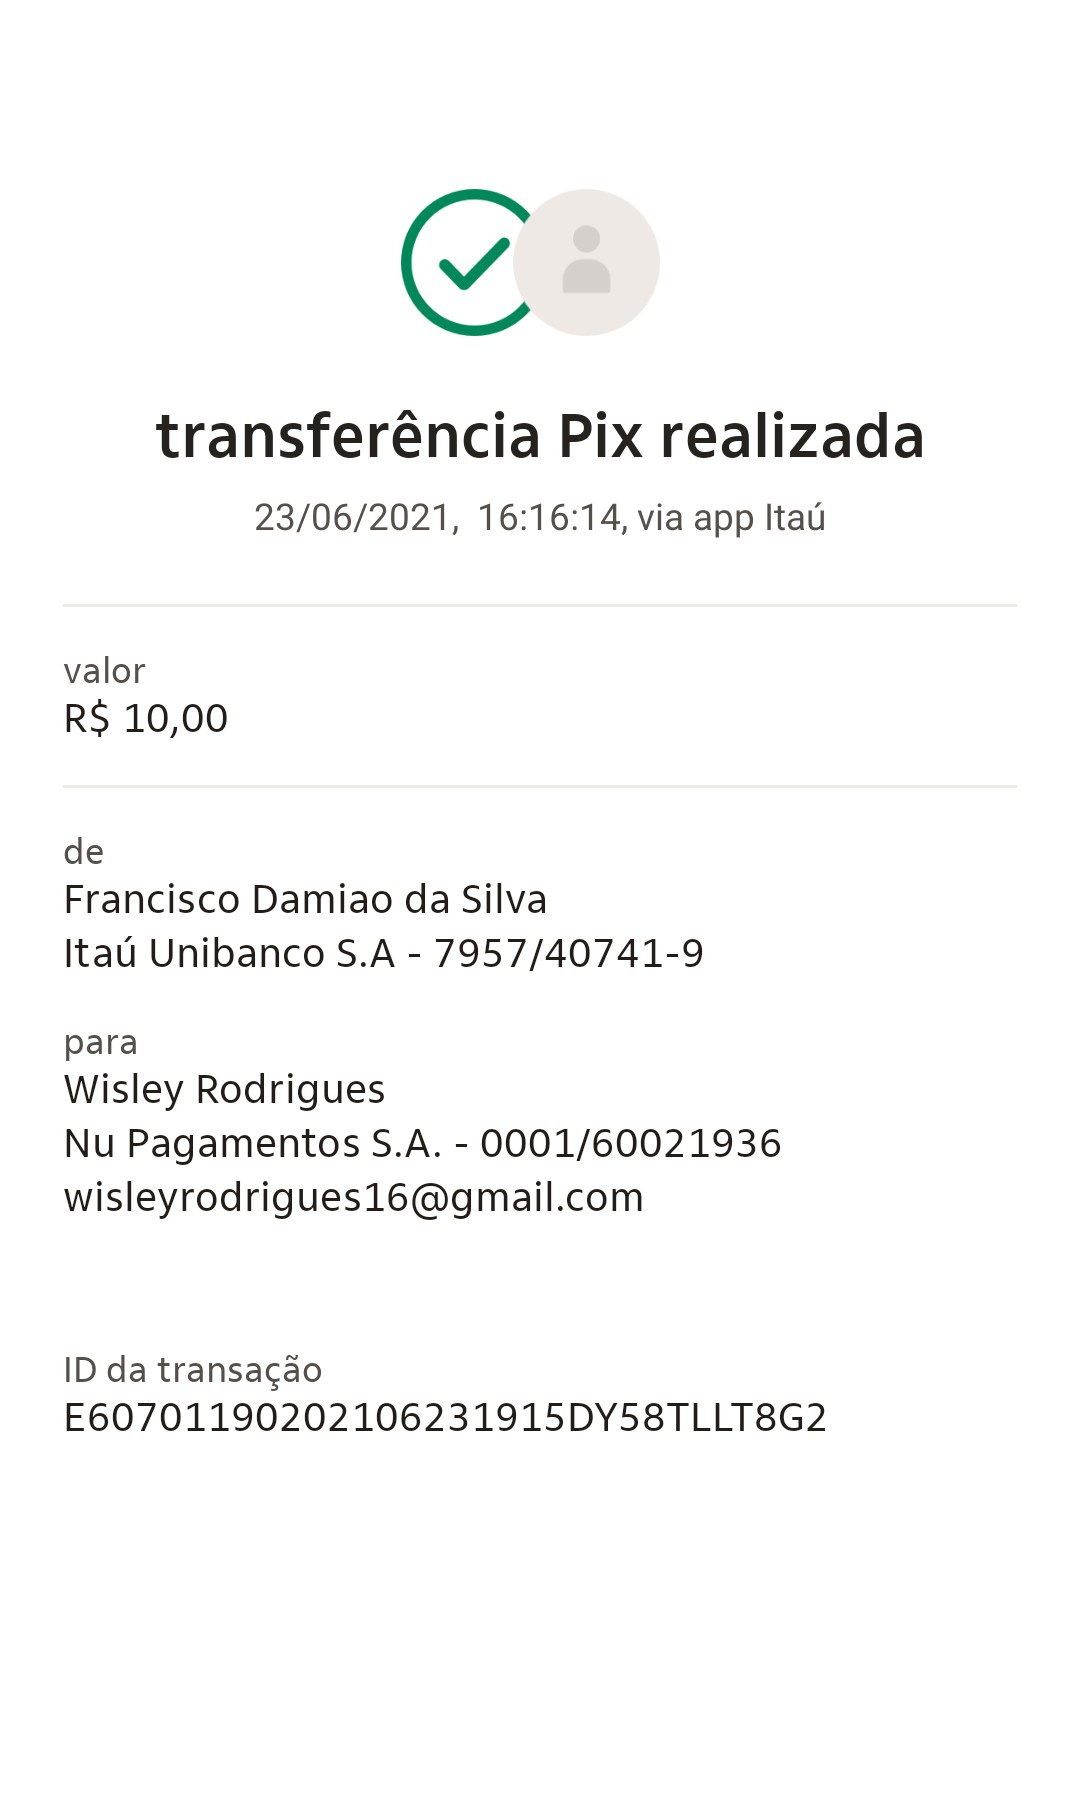 transferência Pix realizada
23/06/2021,  16:16:14, via app Itaú
valor
R$ 10,00
de
Francisco Damiao da Silva
Itaú Unibanco S.A - 7957/40741-9
para
Wisley Rodrigues
Nu Pagamentos S.A. - 0001/60021936
wisleyrodrigues16@gmail.com
ID da transação
E60701190202106231915DY58TLLT8G2